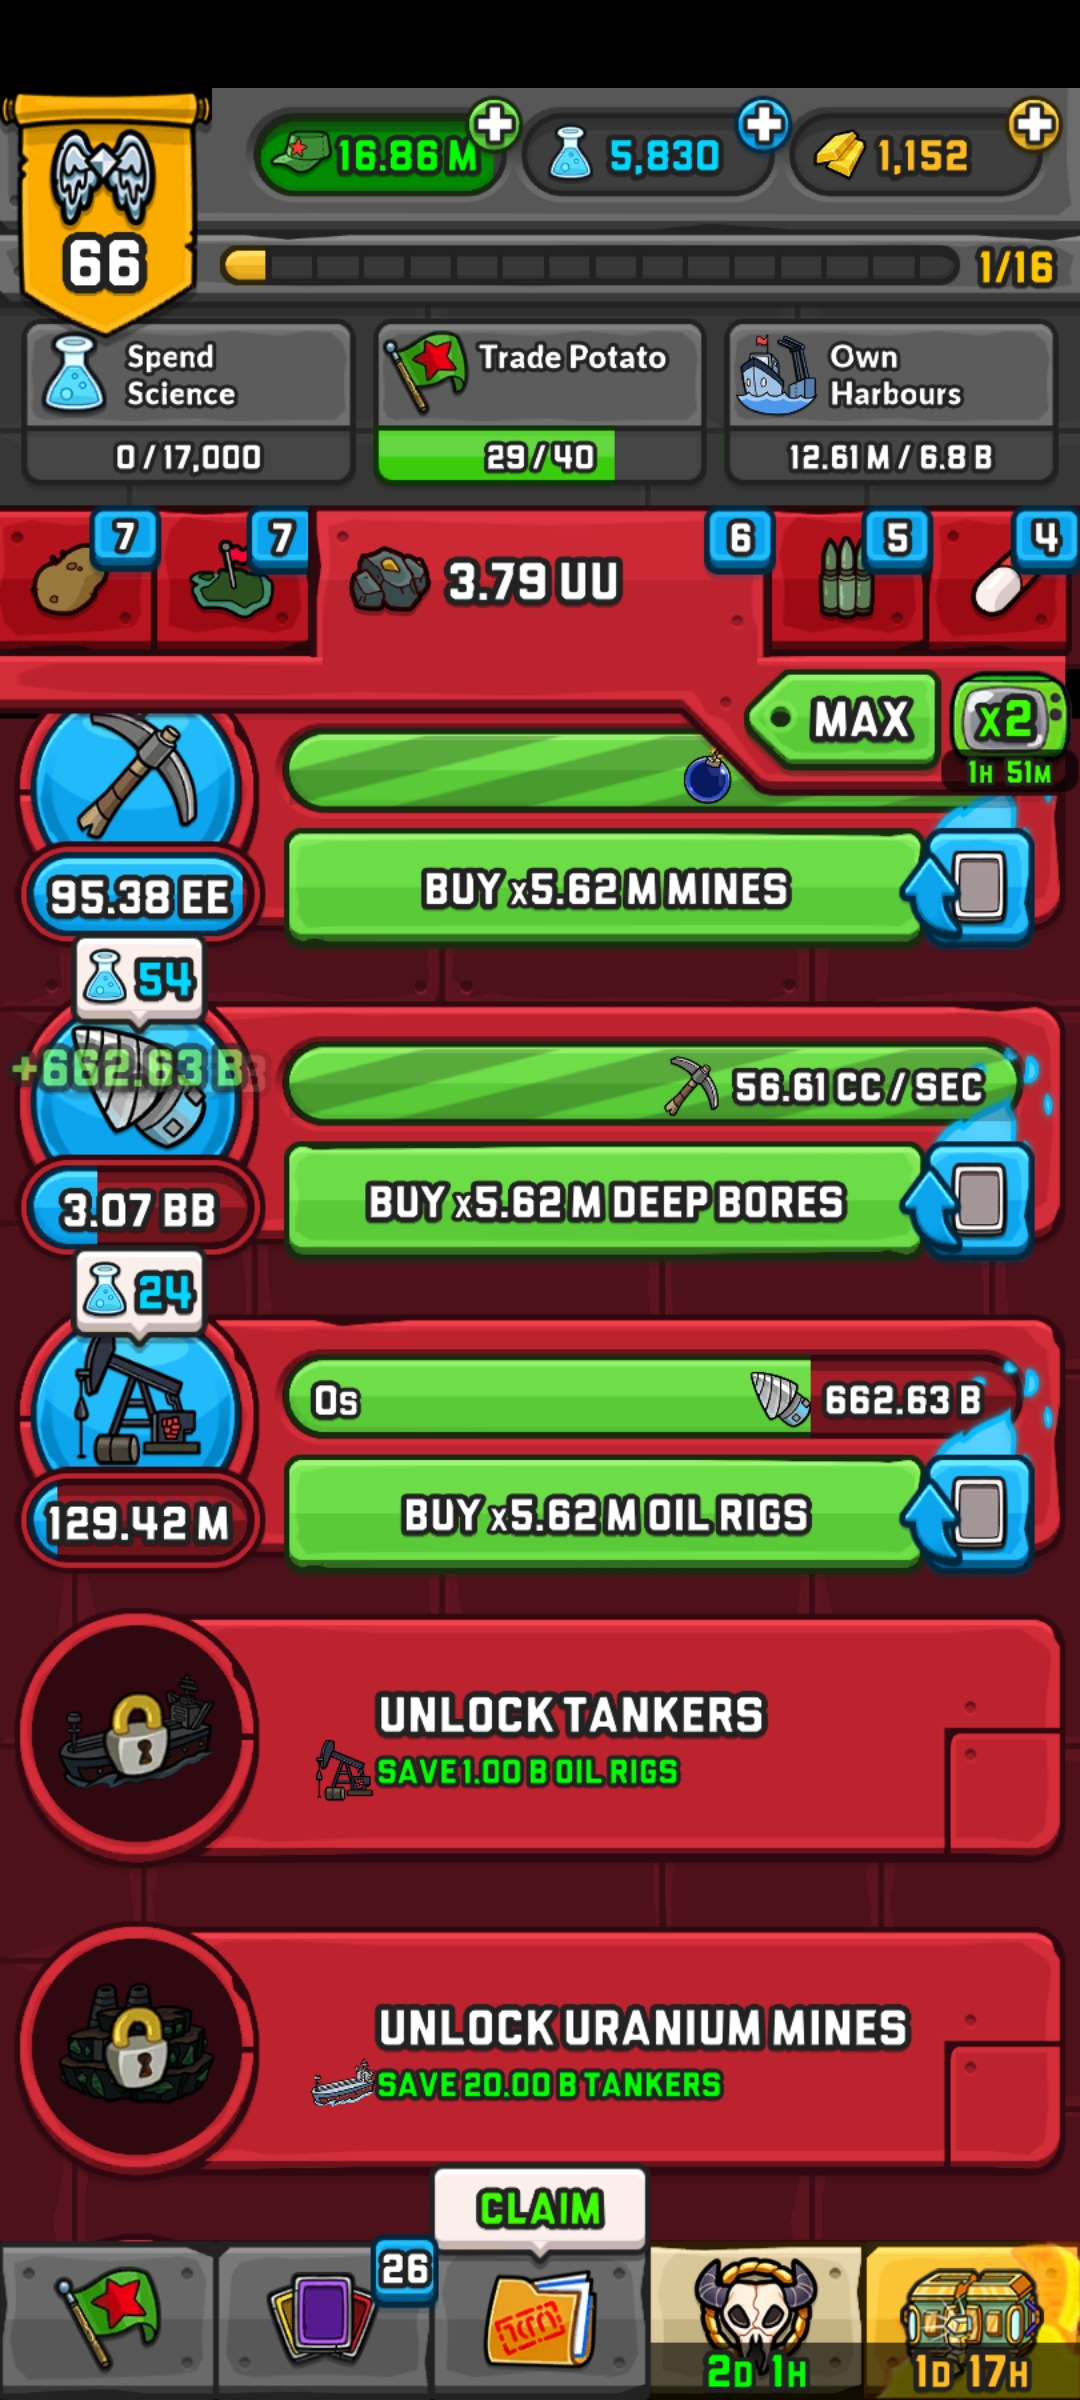 66
16.86 M
5,830
1,152
1/16
Spend
Science
0 / 17,000
Trade Potato
29 / 40
Own
Harbours
12.61 M / 6.8 B
7
7
3.79 UU
6
5
4
MAX
x2
1H 51M
95.38 EE
BUY x5.62 M MINES
54
+662.63 B
56.61 CC / SEC
3.07 BB
BUY x5.62 M DEEP BORES
24
0s
662.63 B
129.42 M
BUY x5.62 M OIL RIGS
UNLOCK TANKERS
SAVE 1.00 B OIL RIGS
UNLOCK URANIUM MINES
SAVE 20.00 B TANKERS
CLAIM
26
2D 1H
1D 17H